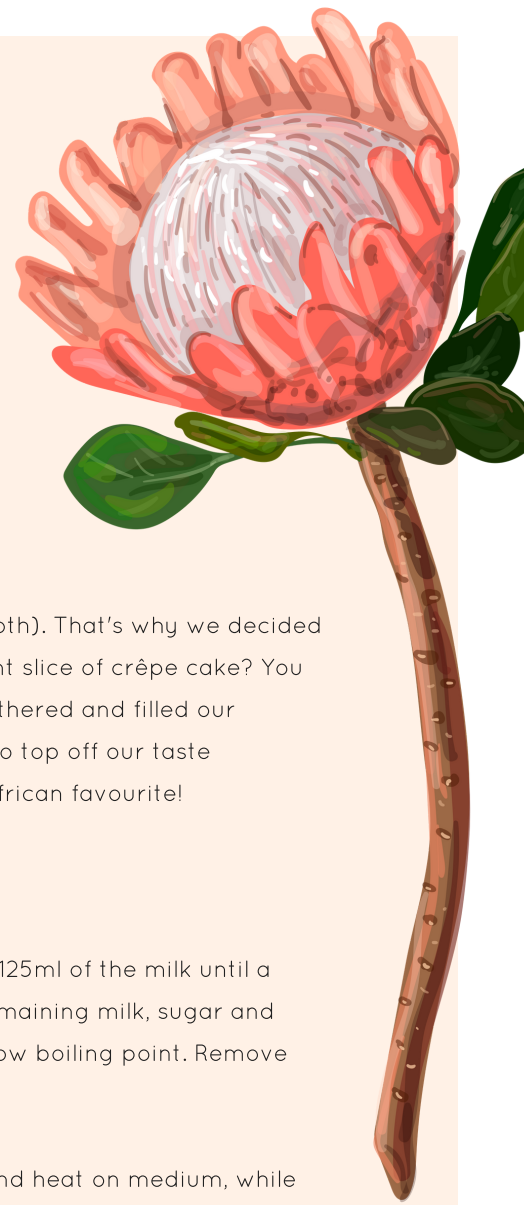 oth). That's why we decided
nt slice of crêpe cake? You
thered and filled our
o top off our taste
frican favourite!
125ml of the milk until a
maining milk, sugar and
ow boiling point. Remove
nd heat on medium, while